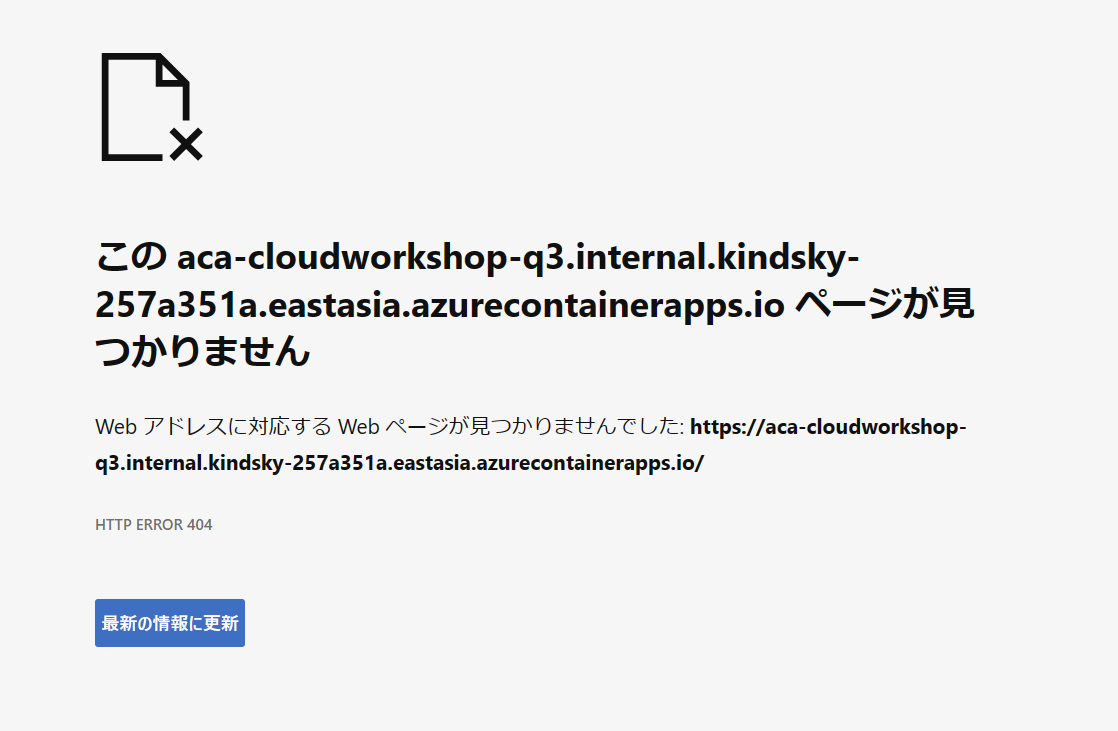 この aca-cloudworkshop-q3.internal.kindsky-
257a351a.eastasia.azurecontainerapps.io ページが見
つかりません
Web アドレスに対応する Web ページが見つかりませんでした: https://aca-cloudworkshop-
q3.internal.kindsky-257a351a.eastasia.azurecontainerapps.io/
HTTP ERROR 404
最新の情報に更新